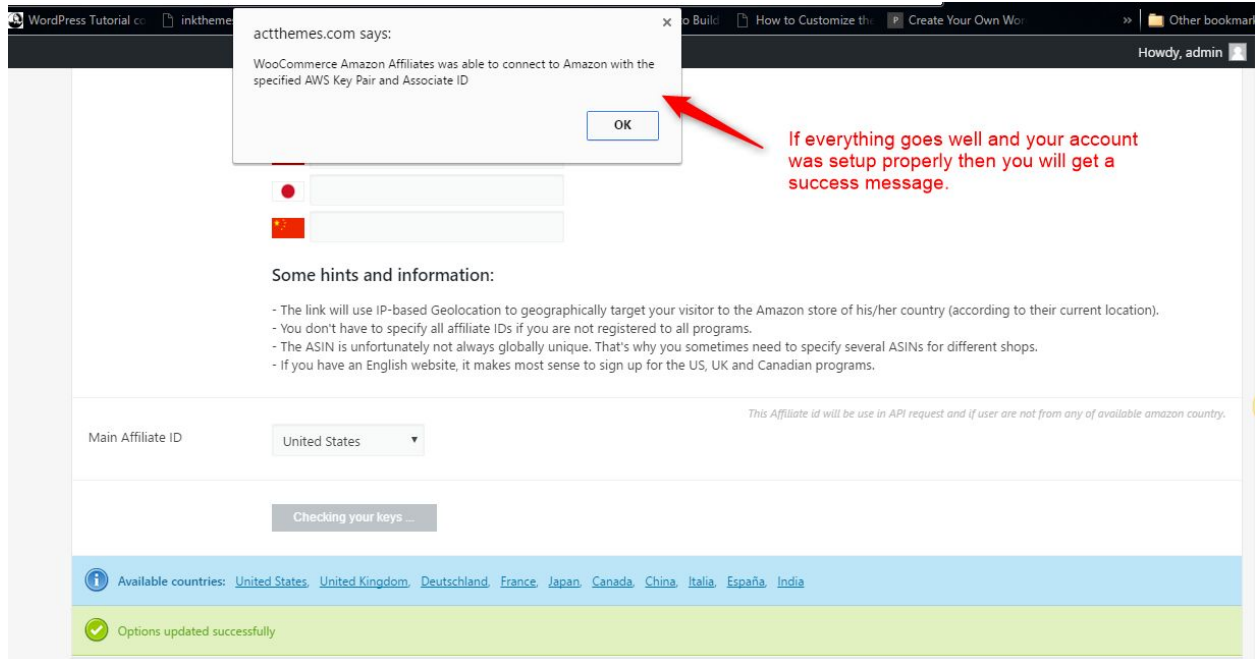 WordPress Tutorial co
inktheme
o Build
How to Customize the
Create Your Own Wor
»
Other bookmar
Howdy, admin
actthemes.com says:
×
WooCommerce Amazon Affiliates was able to connect to Amazon with the
specified AWS Key Pair and Associate ID
OK
If everything goes well and your account
was setup properly then you will get a
success message.
Some hints and information:
- The link will use IP-based Geolocation to geographically target your visitor to the Amazon store of his/her country (according to their current location).
- You don't have to specify all affiliate IDs if you are not registered to all programs.
- The ASIN is unfortunately not always globally unique. That's why you sometimes need to specify several ASINs for different shops.
- If you have an English website, it makes most sense to sign up for the US, UK and Canadian programs.
This Affiliate id will be use in API request and if user are not from any of available amazon country.
Main Affiliate ID
United States
Checking your keys ...
Available countries: United States, United Kingdom, Deutschland, France, Japan, Canada, China, Italia, España, India
Options updated successfully